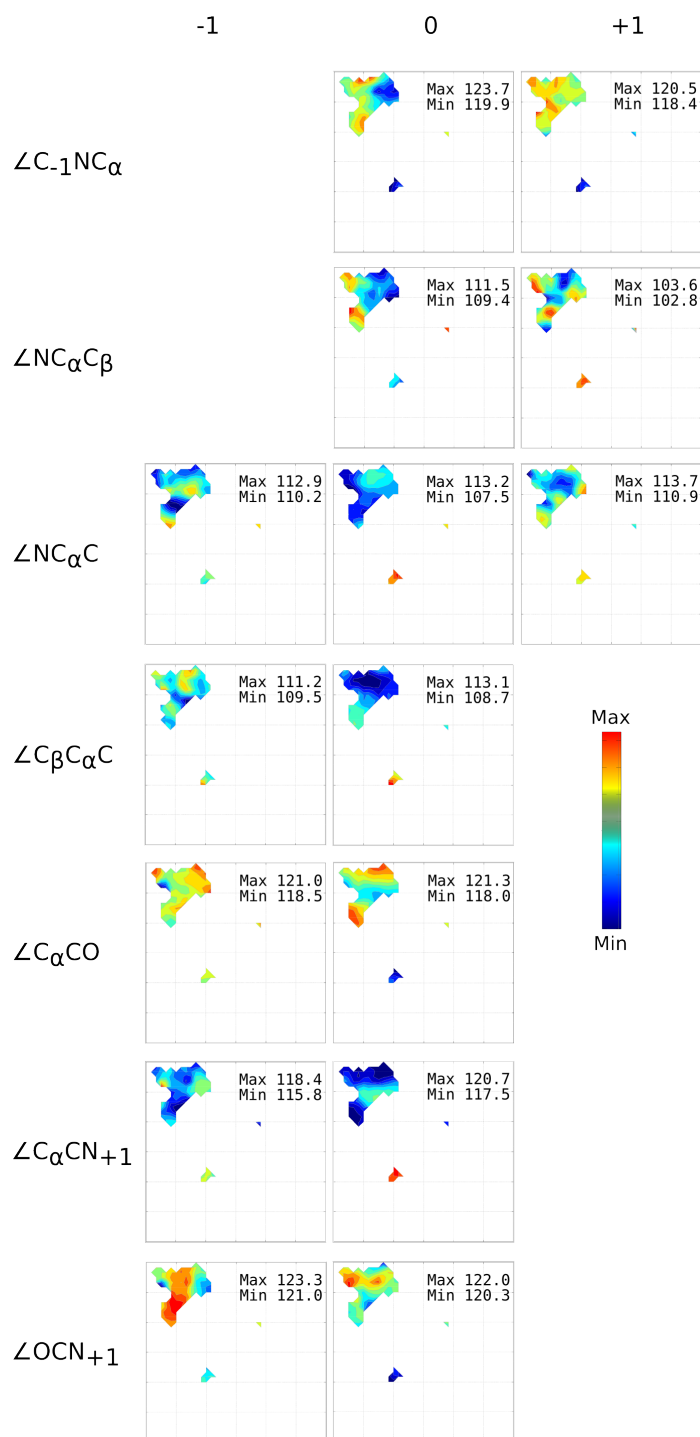 -1 0 +1
∠C-1NCα
Max 123.7
Min 119.9
Max 120.5
Min 118.4
∠NCαCβ
Max 111.5
Min 109.4
Max 103.6
Min 102.8
∠NCαC
Max 112.9
Min 110.2
Max 113.2
Min 107.5
Max 113.7
Min 110.9
∠CβCαC
Max 111.2
Min 109.5
Max 113.1
Min 108.7
Max
Min
∠CαCO
Max 121.0
Min 118.5
Max 121.3
Min 118.0
∠CαCN+1
Max 118.4
Min 115.8
Max 120.7
Min 117.5
∠OCN+1
Max 123.3
Min 121.0
Max 122.0
Min 120.3